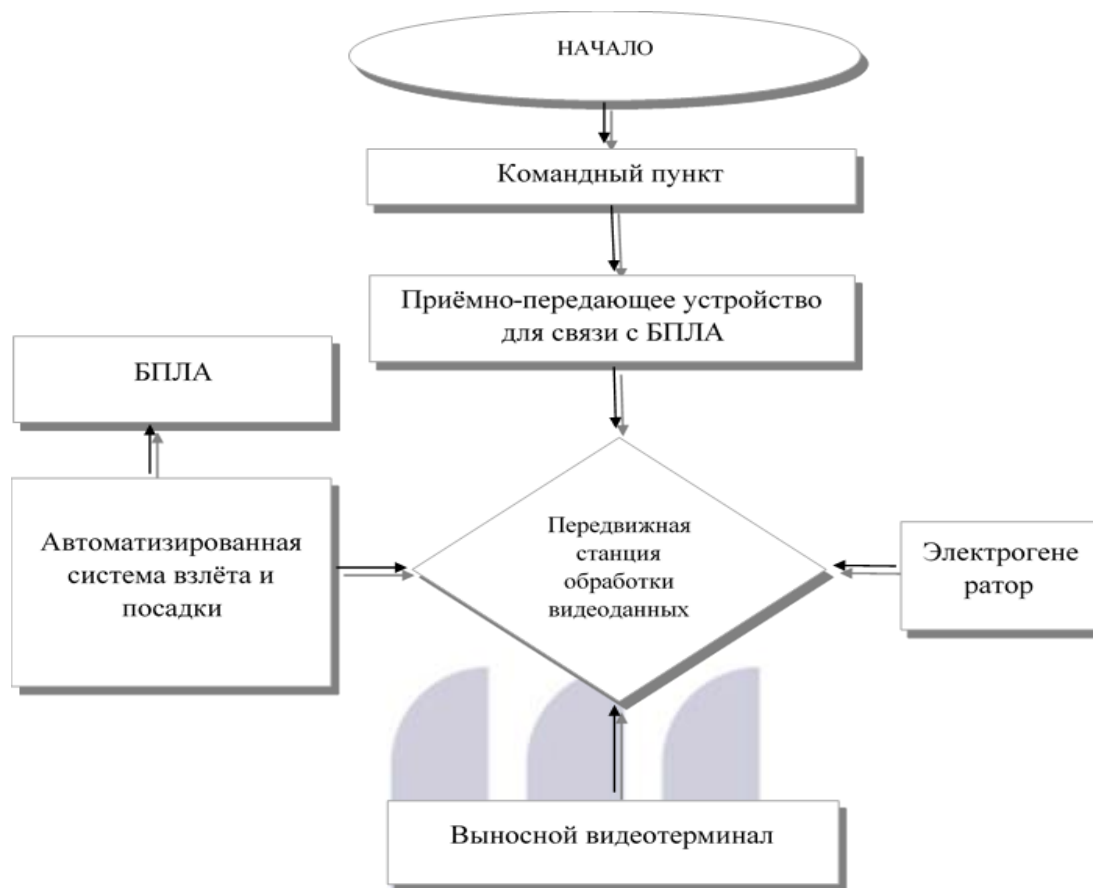 НАЧАЛО
Командный пункт
Приёмно-передающее устройство
для связи с БПЛА
БПЛА
Автоматизированная
система взлёта и
посадки
Передвижная
станция
обработки
видеоданных
Электрогене
ратор
Выносной видеотерминал